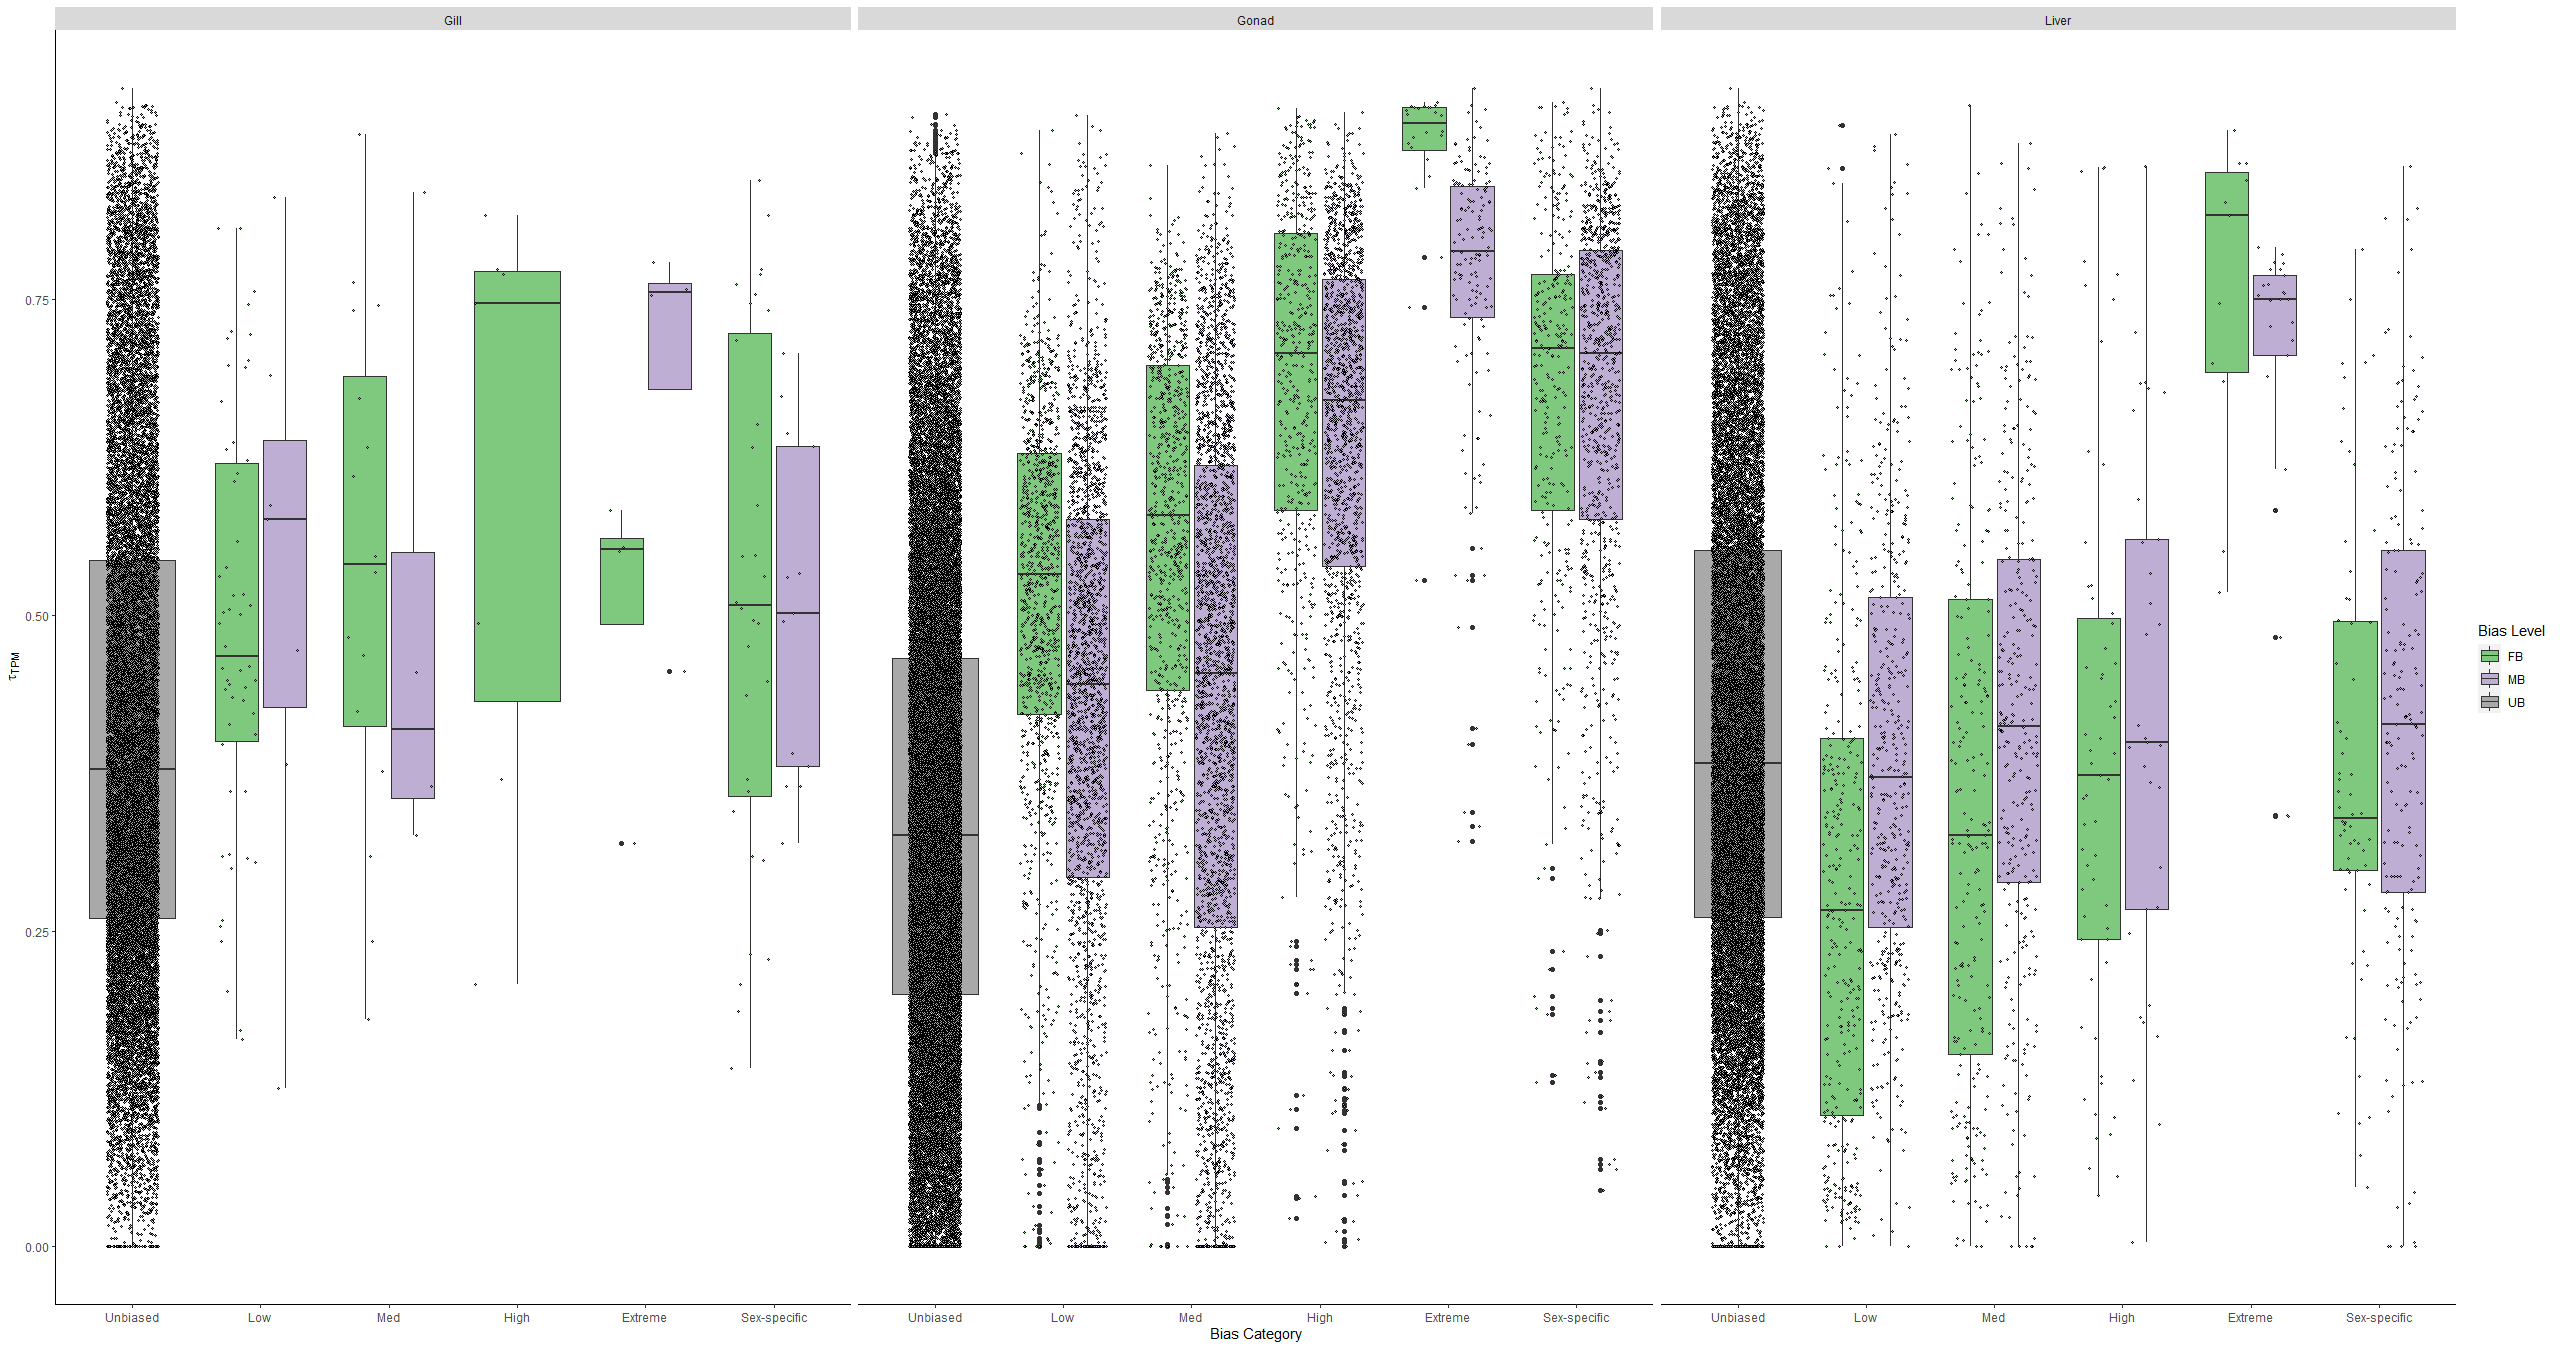 Gill Gonad Liver
0.75
0.50
0.25
0.00
τTPM
Unbiased Low Med High Extreme Sex-specific Unbiased Low Med High Extreme Sex-specific Unbiased Low Med High Extreme Sex-specific
Bias Category
Bias Level
FB
MB
UB